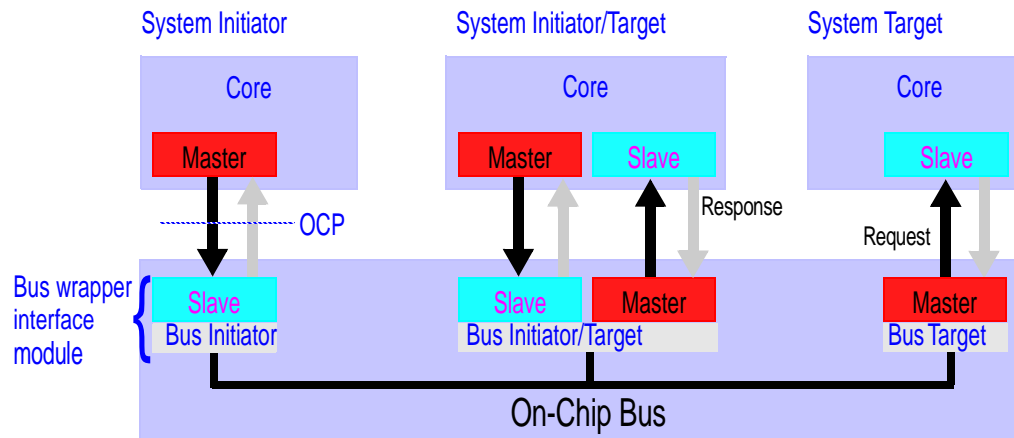 System Initiator
System Initiator/Target
System Target
Core
Core
Core
Master
Master
Slave
Slave
Response
OCP
Request
Bus wrapper
interface
module
Slave
Slave
Master
Master
Bus Initiator
Bus Initiator/Target
Bus Target
On-Chip Bus